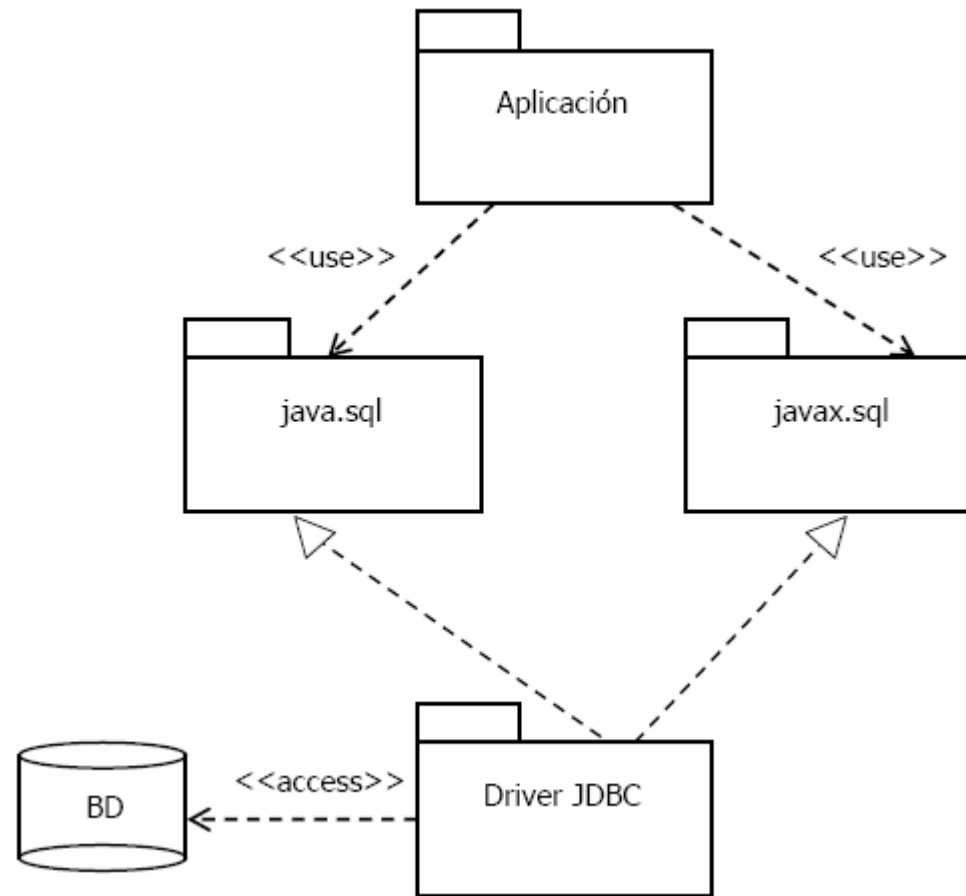 Aplicación
<<use>>
<<use>>
java.sql
javax.sql
<<access>>
Driver JDBC
BD